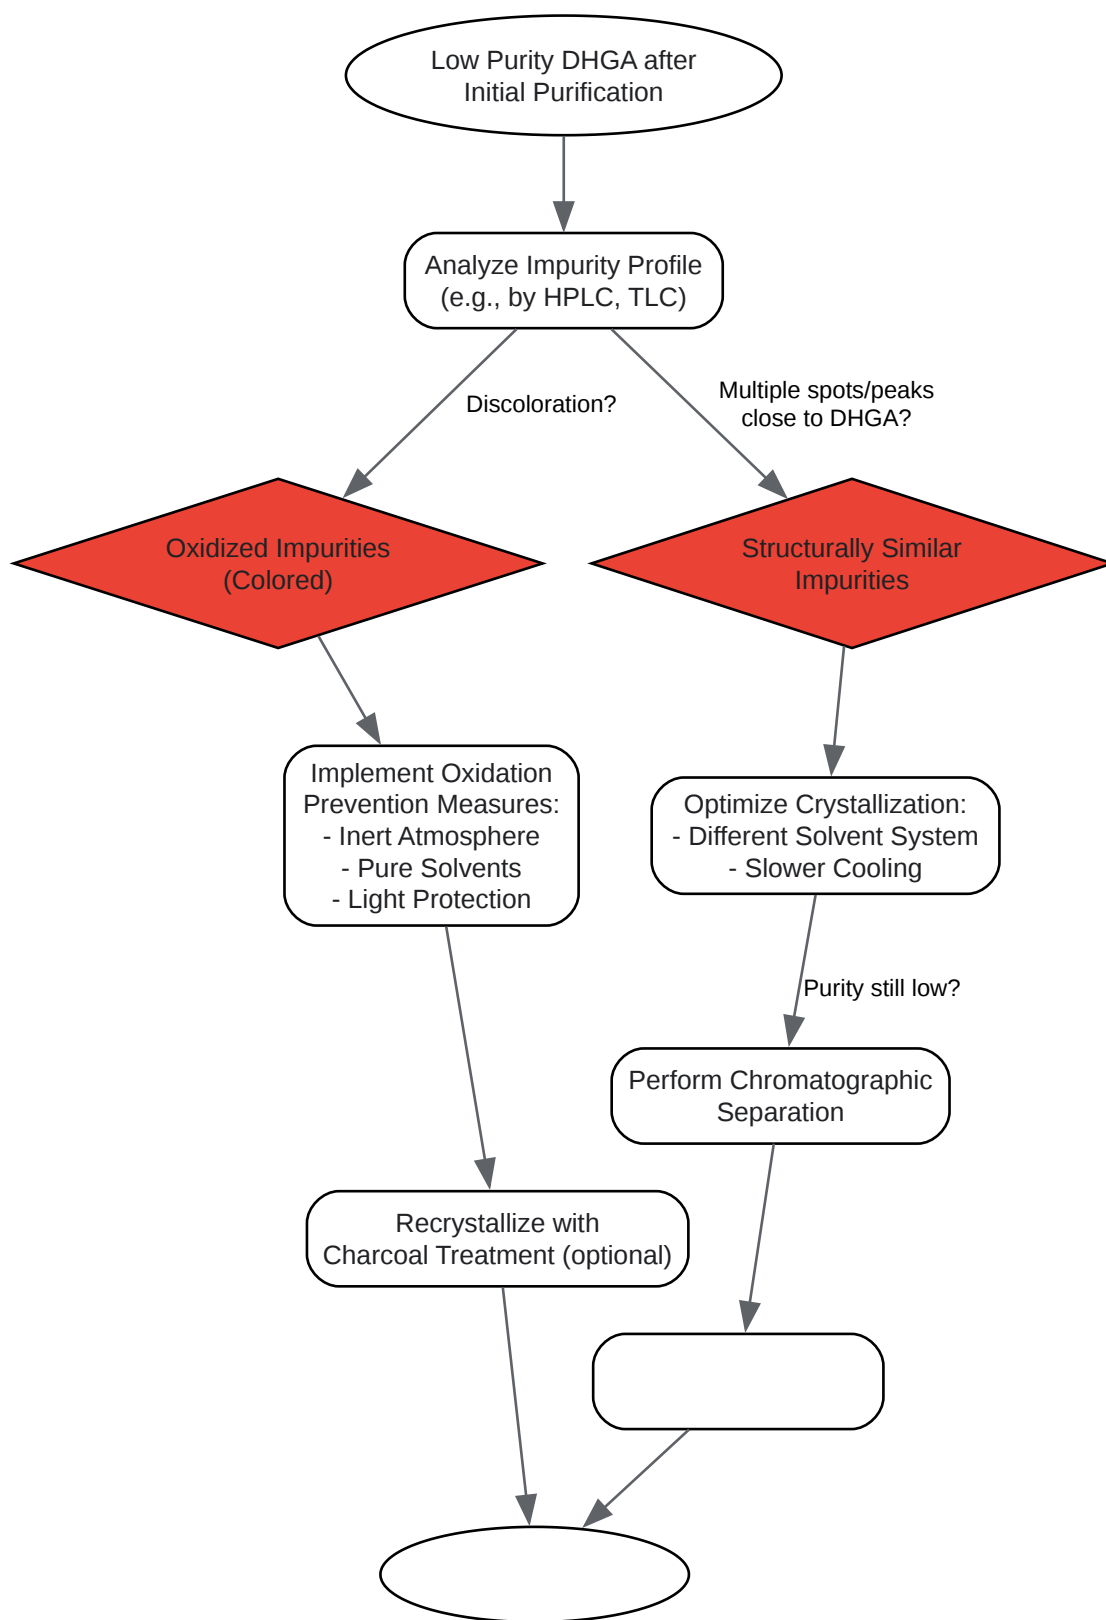 Low Purity DHGA after
Initial Purification
Analyze Impurity Profile
(e.g., by HPLC, TLC)
Discoloration?
Multiple spots/peaks
close to DHGA?
Oxidized Impurities
(Colored)
Structurally Similar
Impurities
Implement Oxidation
Prevention Measures:
- Inert Atmosphere
- Pure Solvents
- Light Protection
Optimize Crystallization:
- Different Solvent System
- Slower Cooling
Purity still low?
Perform Chromatographic
Separation
Recrystallize with
Charcoal Treatment (optional)